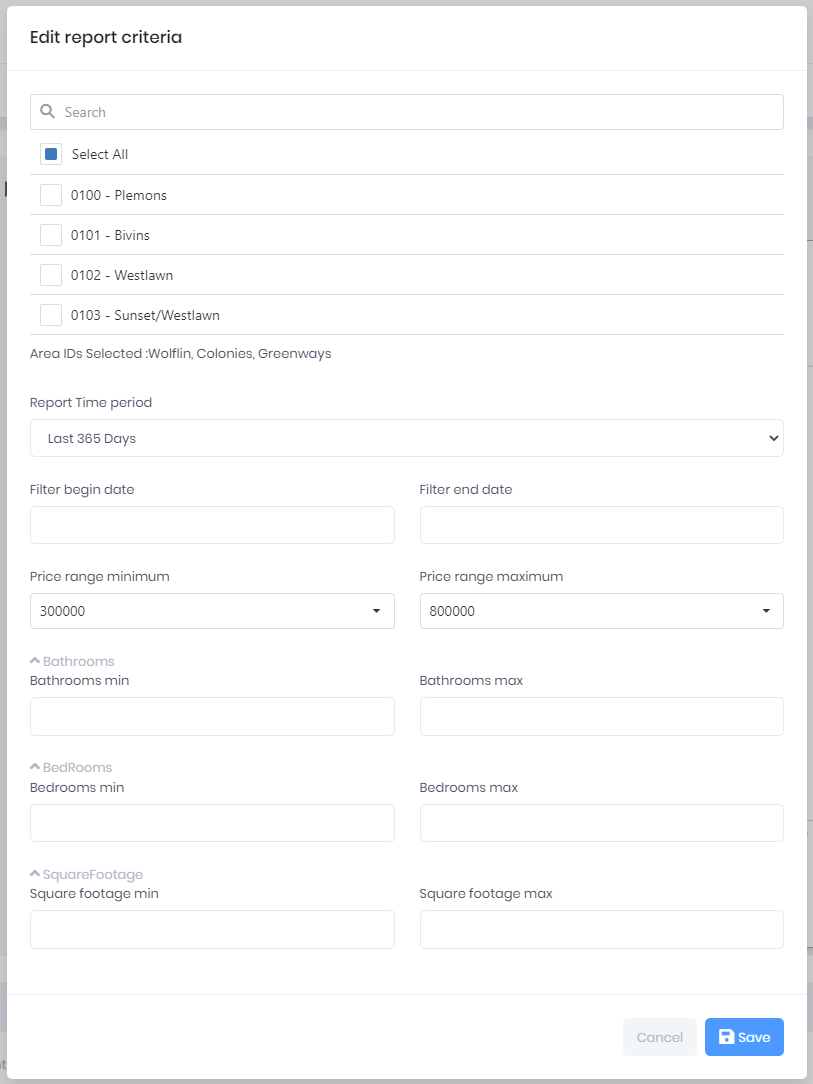 Edit report criteria
Search
Select All
0100 - Plemons
0101 - Bivins
0102 - Westlawn
0103 - Sunset/Westlawn
Area IDs Selected :Wolflin, Colonies, Greenways
Report Time period
Last 365 Days
Filter begin date Filter end date
Price range minimum Price range maximum
300000 800000
Bathrooms
Bathrooms min Bathrooms max
BedRooms
Bedrooms min Bedrooms max
SquareFootage
Square footage min Square footage max
Cancel Save